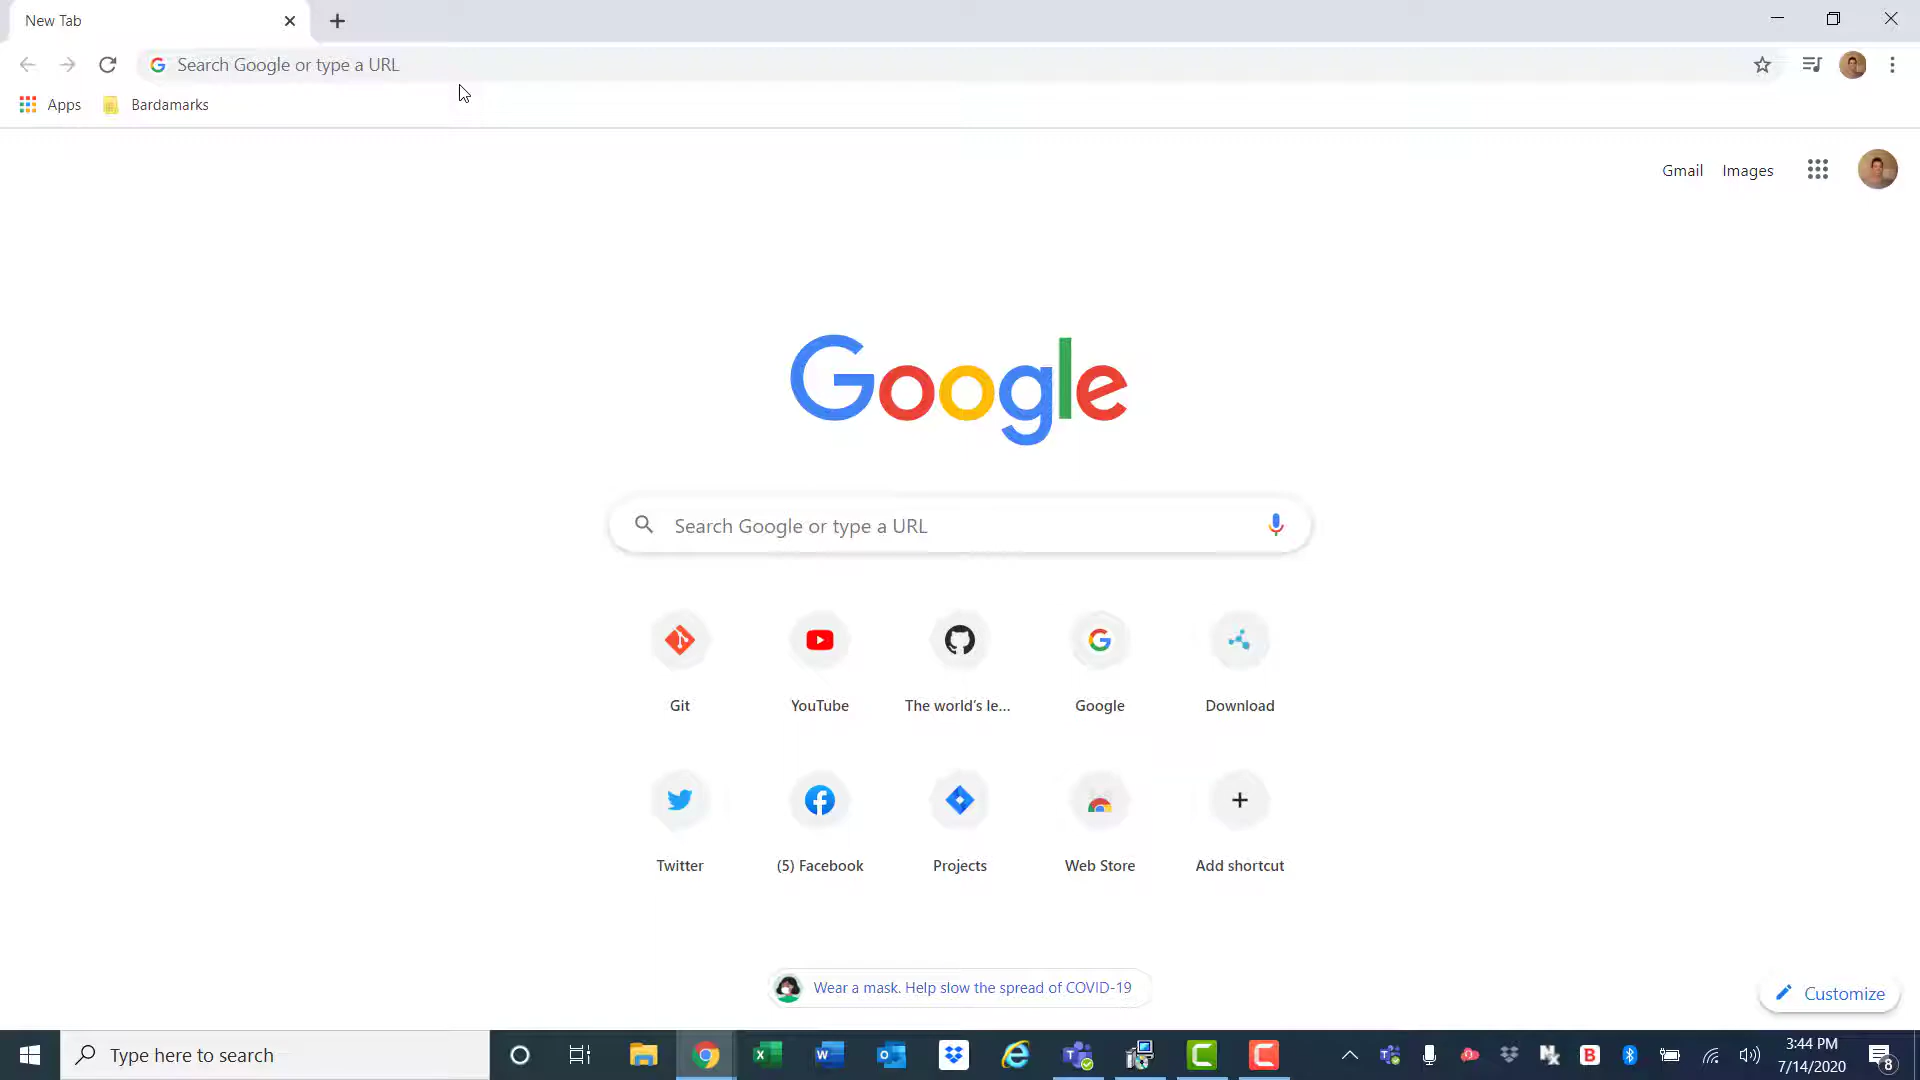 New Tab
Search Google or type a URL
Apps
Bardamarks
Gmail Images
Google
Search Google or type a URL
Git YouTube The world's le... Google Download
Twitter (5) Facebook Projects Web Store Add shortcut
Wear a mask. Help slow the spread of COVID-19
Customize
Type here to search
3:44 PM
7/14/2020
8